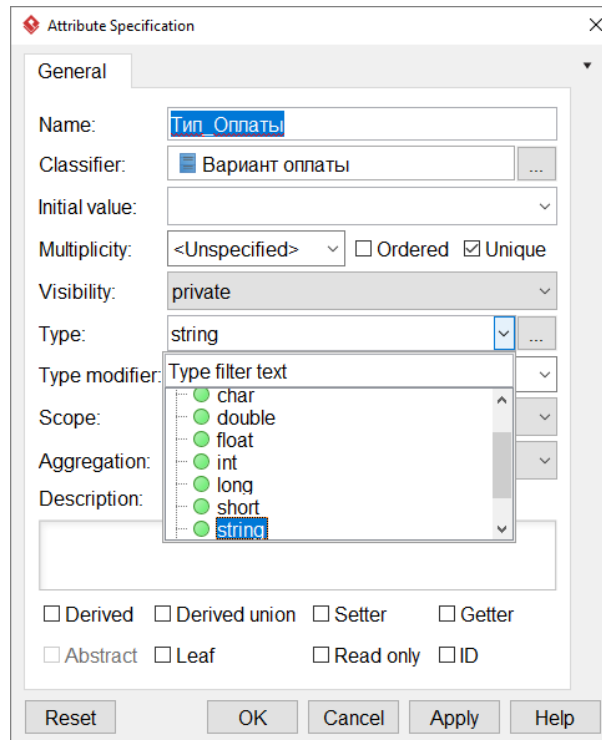 Attribute Specification
General
Name: Тип_Оплаты
Classifier: Вариант оплаты ...
Initial value:
Multiplicity: <Unspecified> Ordered Unique
Visibility: private
Type: string ...
Type modifier: Type filter text
char
Scope: double
float
Aggregation: int
long
Description: short
string
Derived Derived union Setter Getter
Abstract Leaf Read only ID
Reset OK Cancel Apply Help